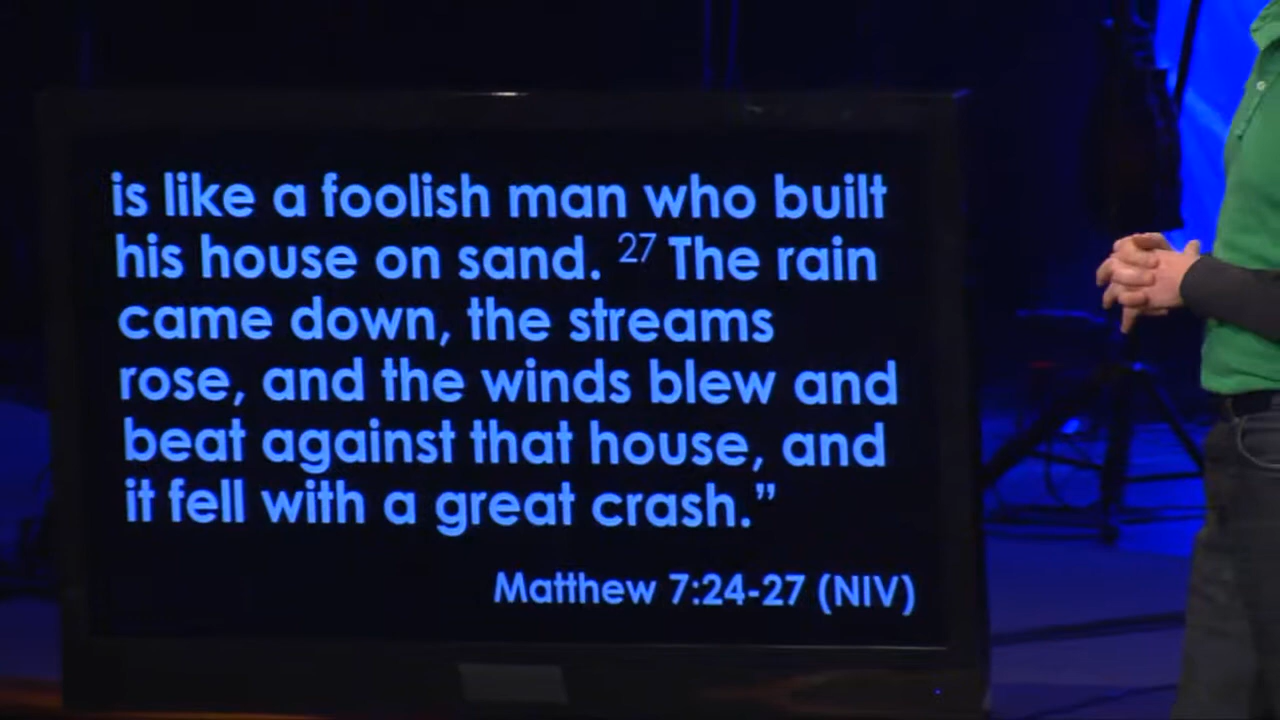 is like a foolish man who built
his house on sand. 27 The rain
came down, the streams
rose, and the winds blew and
beat against that house, and
it fell with a great crash.”
Matthew 7:24-27 (NIV)